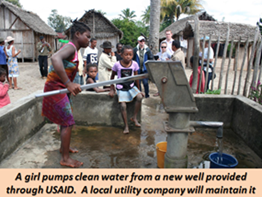 A girl pumps clean water from a new well provided
through USAID.  A local utility company will maintain it